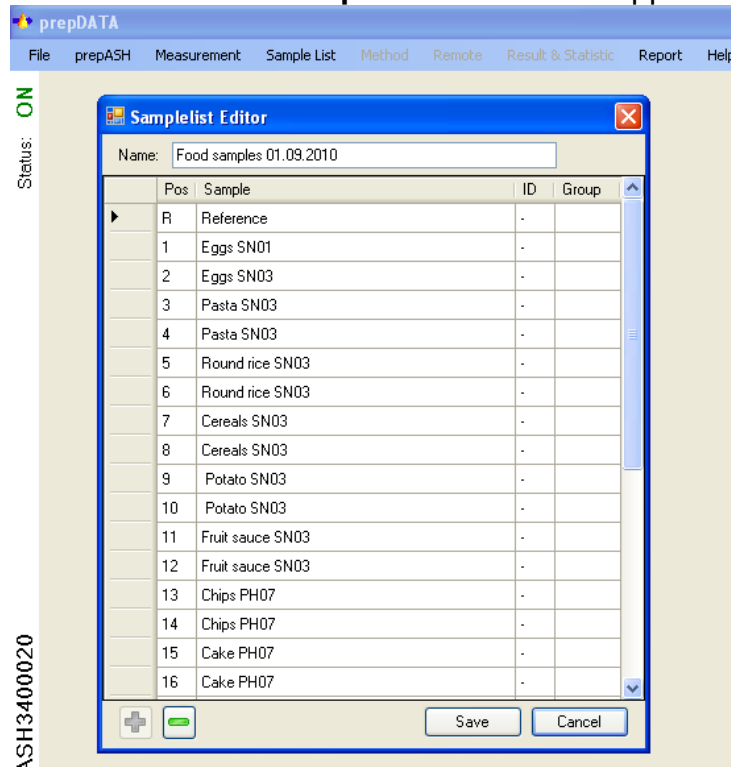 prepDATA
File prepASH Measurement Sample List Method Remote Result & Statistic Report Help
Status: ON
ASH3400020
Samplelist Editor
Name: Food samples 01.09.2010
Pos Sample ID Group
R Reference -
1 Eggs SN01 -
2 Eggs SN03 -
3 Pasta SN03 -
4 Pasta SN03 -
5 Round rice SN03 -
6 Round rice SN03 -
7 Cereals SN03 -
8 Cereals SN03 -
9 Potato SN03 -
10 Potato SN03 -
11 Fruit sauce SN03 -
12 Fruit sauce SN03 -
13 Chips PH07 -
14 Chips PH07 -
15 Cake PH07 -
16 Cake PH07 -
Save Cancel